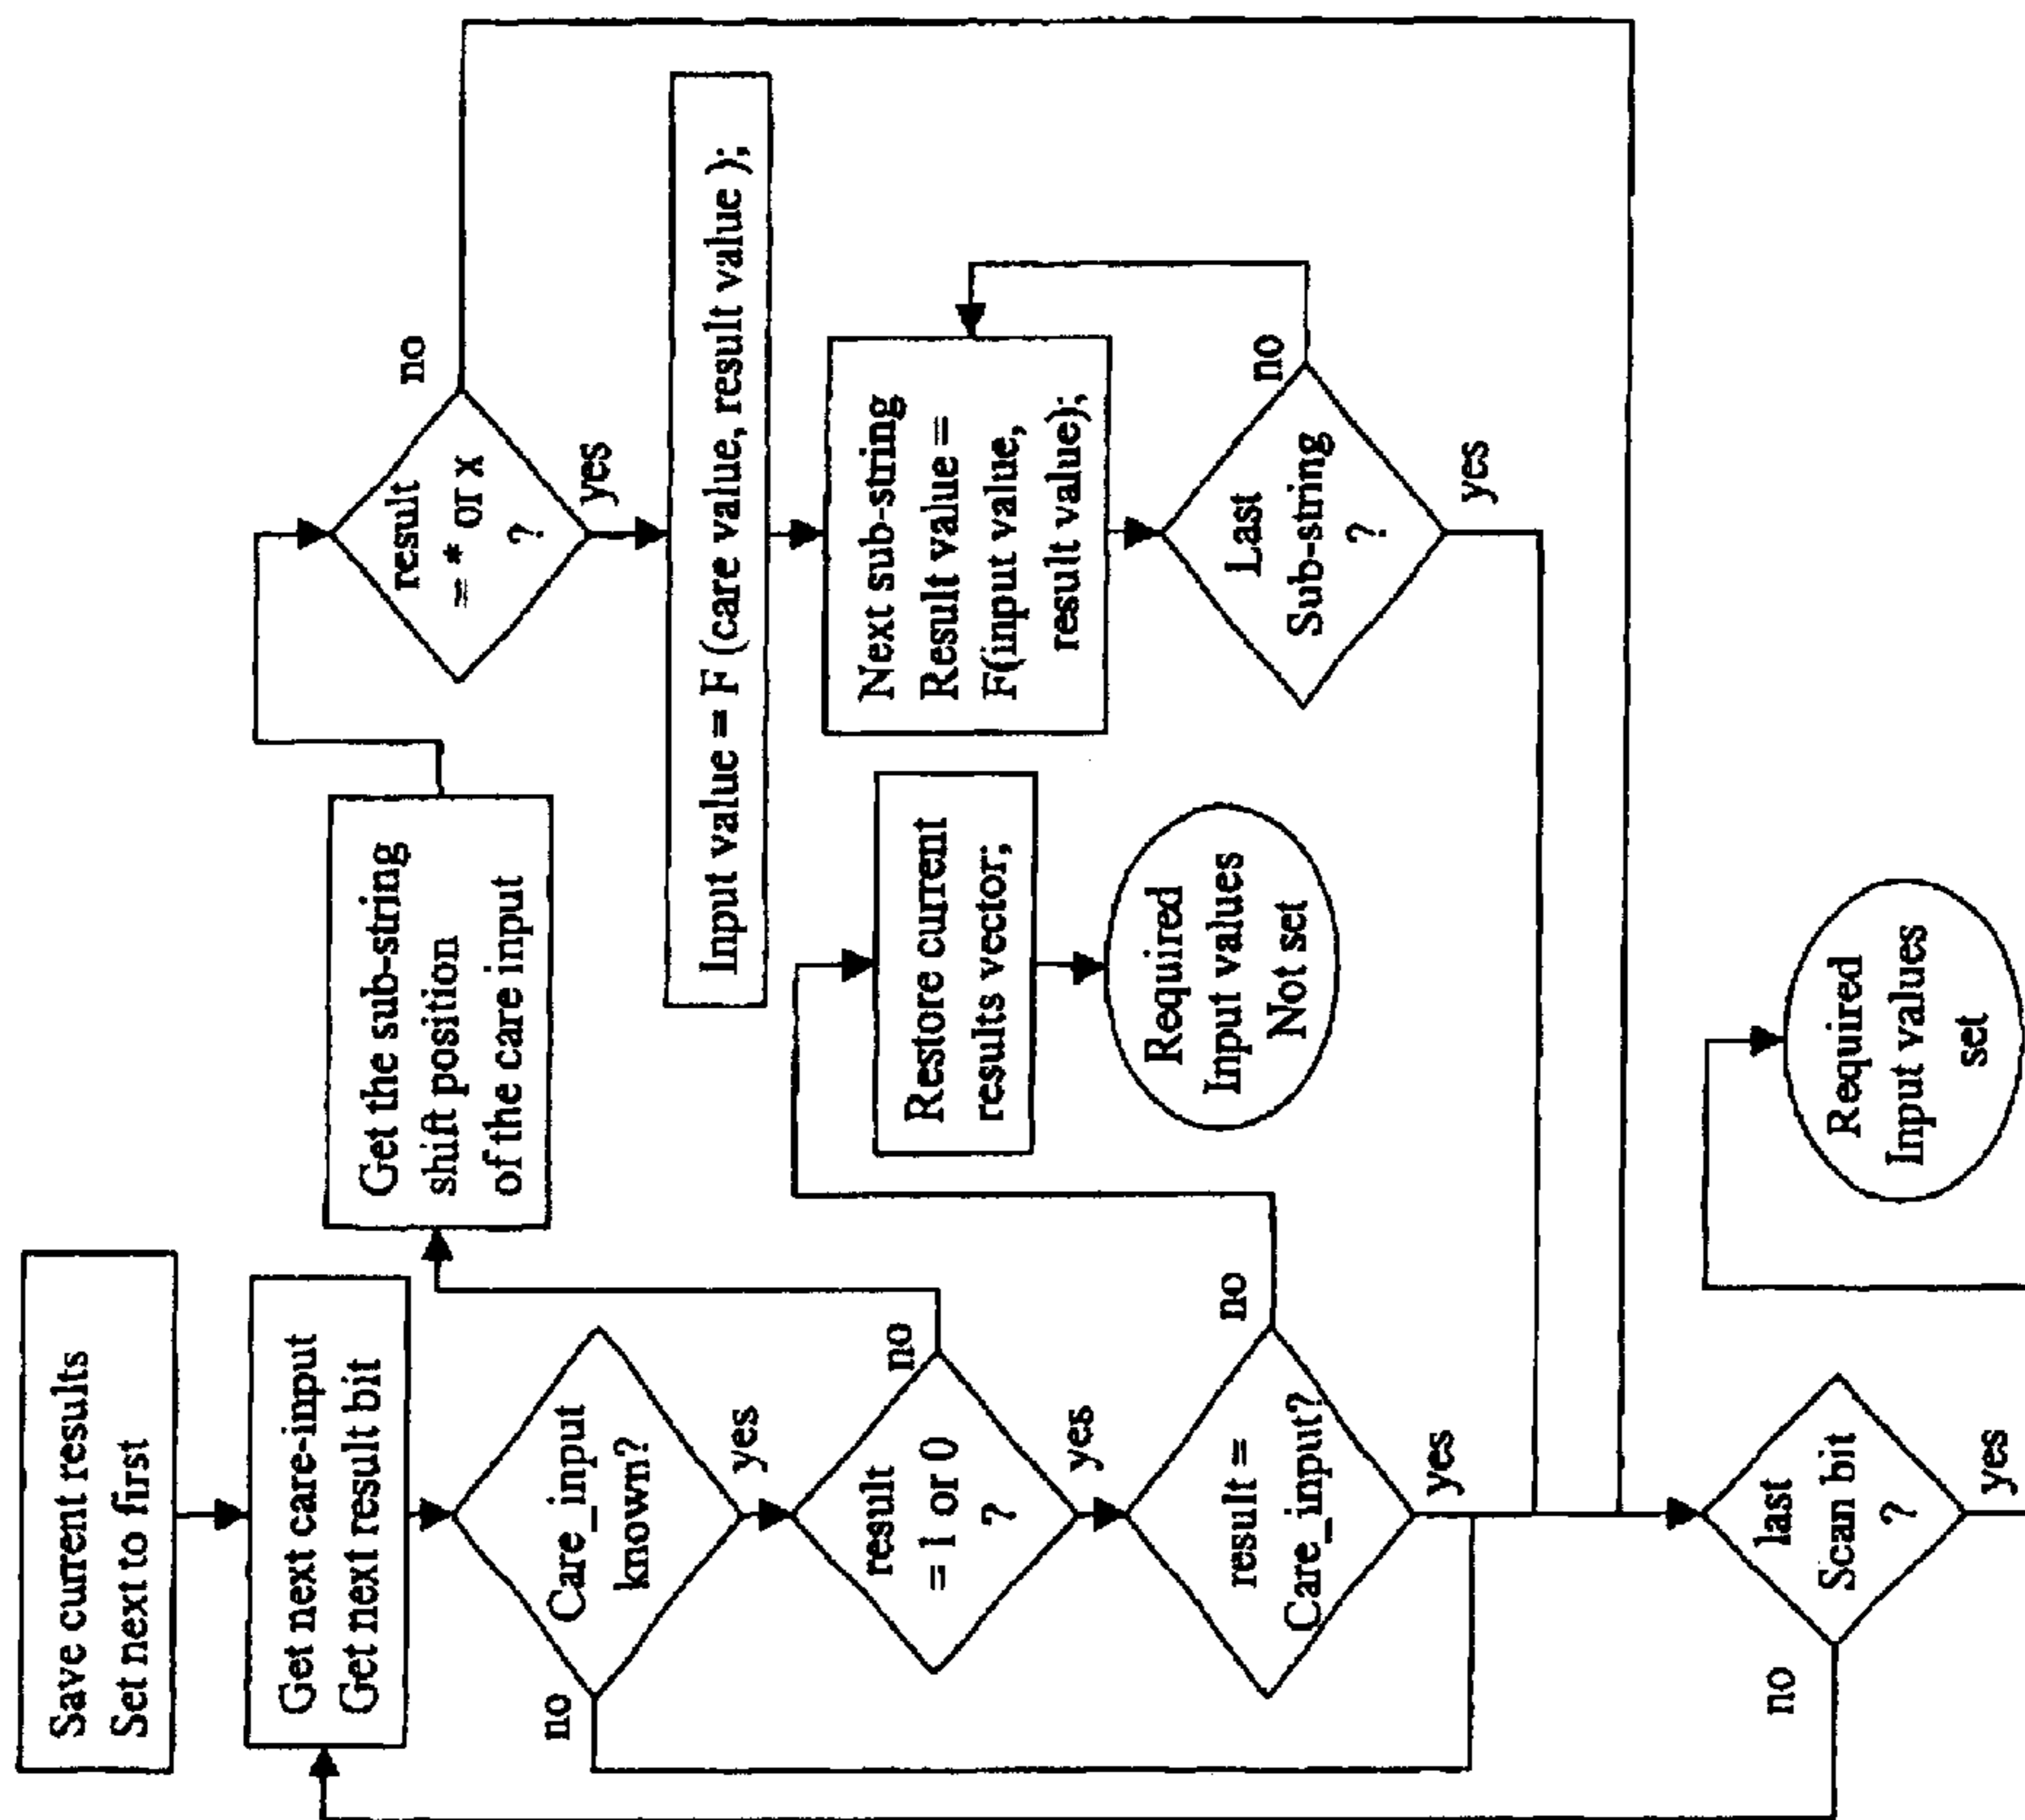 Save current results
Set next to first
Get next care-input
Get next result bit
Care_input
known?
no
yes
result
= 1 or 0
?
no
yes
result =
Care_input?
no
yes
last
Scan bit
?
no
yes
Get the sub-string
shift position
of the care input
result
= * or x
?
no
yes
Input value = F (care value, result value );
Next sub-string
Result value =
F(input value,
result value);
Last
Sub-string
?
no
yes
Restore current
results vector;
Required
Input values
Not set
Required
Input values
set